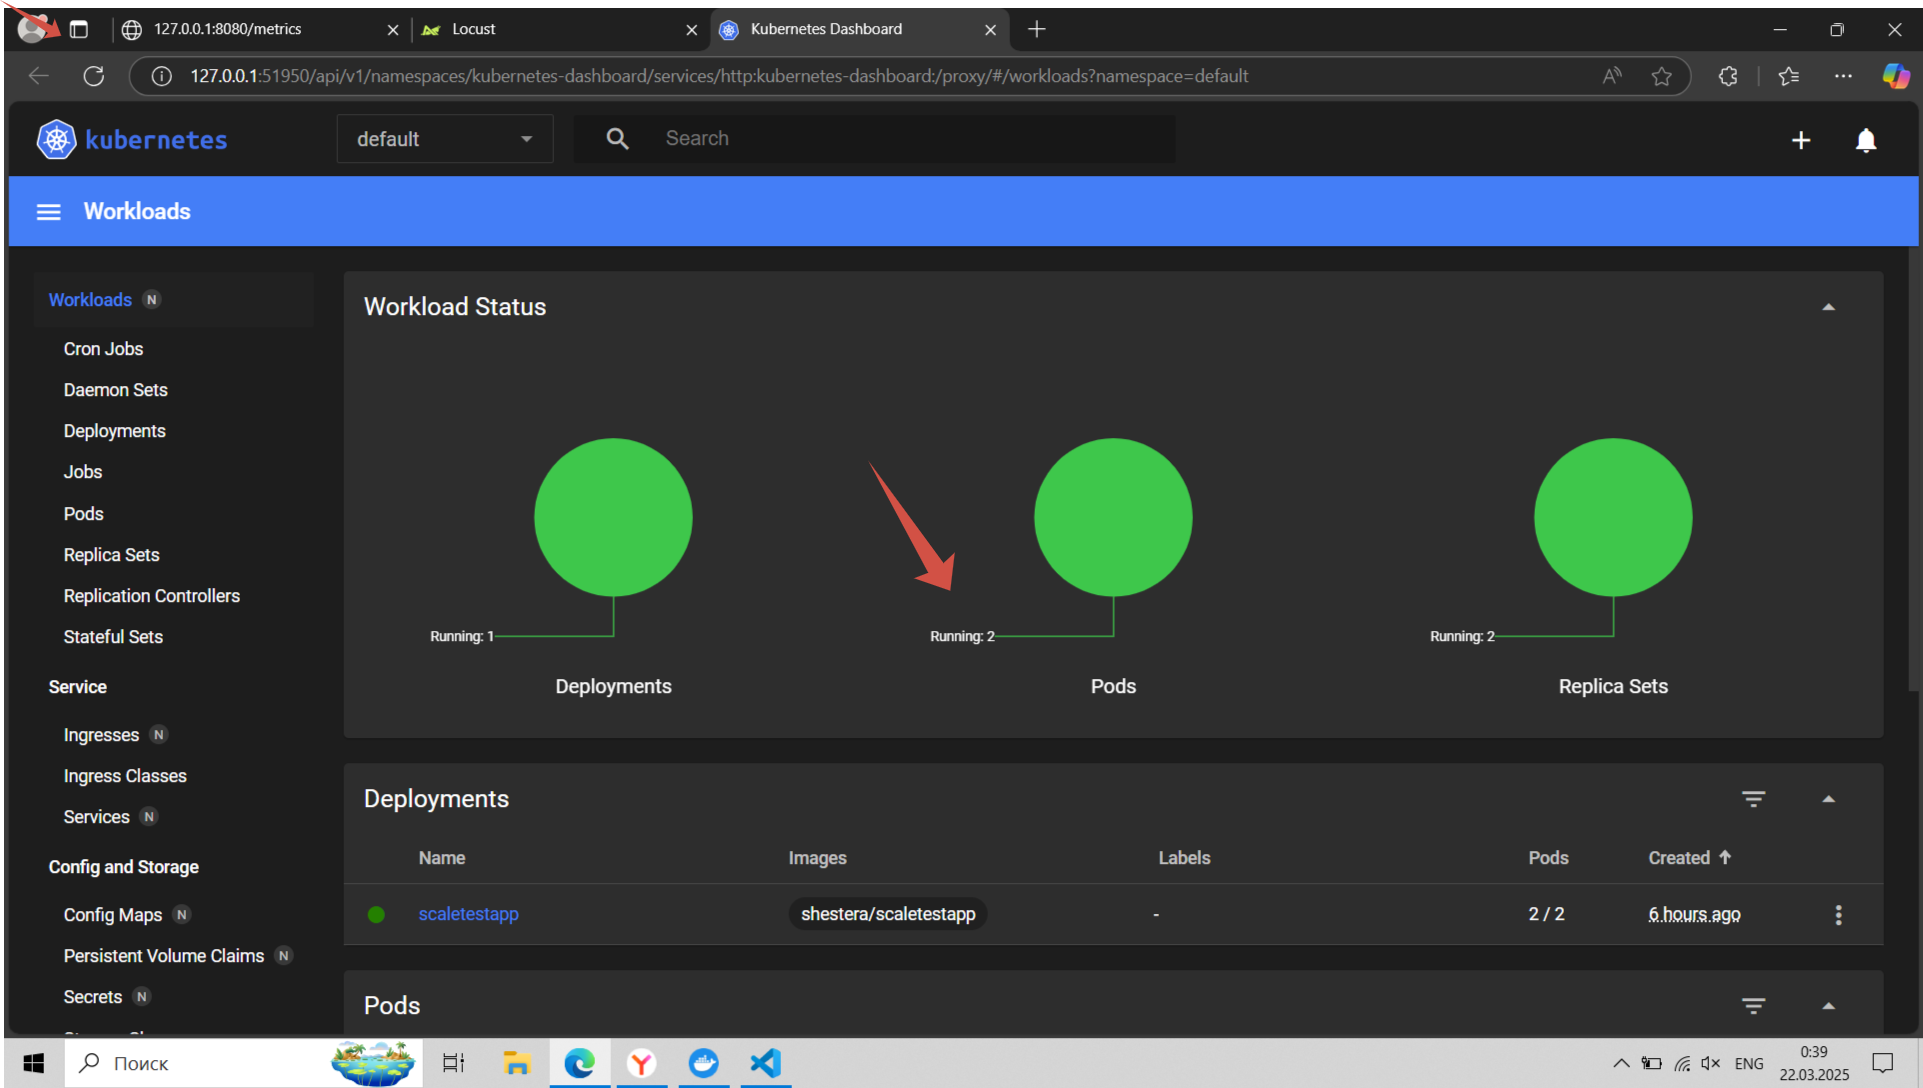 127.0.0.1:8080/metrics
Locust
Kubernetes Dashboard
127.0.0.1:51950/api/v1/namespaces/kubernetes-dashboard/services/http:kubernetes-dashboard:/proxy/#/workloads?namespace=default
kubernetes
default
Search
Workloads
Workloads N
Cron Jobs
Daemon Sets
Deployments
Jobs
Pods
Replica Sets
Replication Controllers
Stateful Sets
Service
Ingresses N
Ingress Classes
Services N
Config and Storage
Config Maps N
Persistent Volume Claims N
Secrets N
Workload Status
Running: 1
Running: 2
Running: 2
Deployments
Pods
Replica Sets
Deployments
Name Images Labels Pods Created
scaletestapp shestera/scaletestapp - 2 / 2 6 hours ago
Pods
Поиск
ENG
0:39
22.03.2025